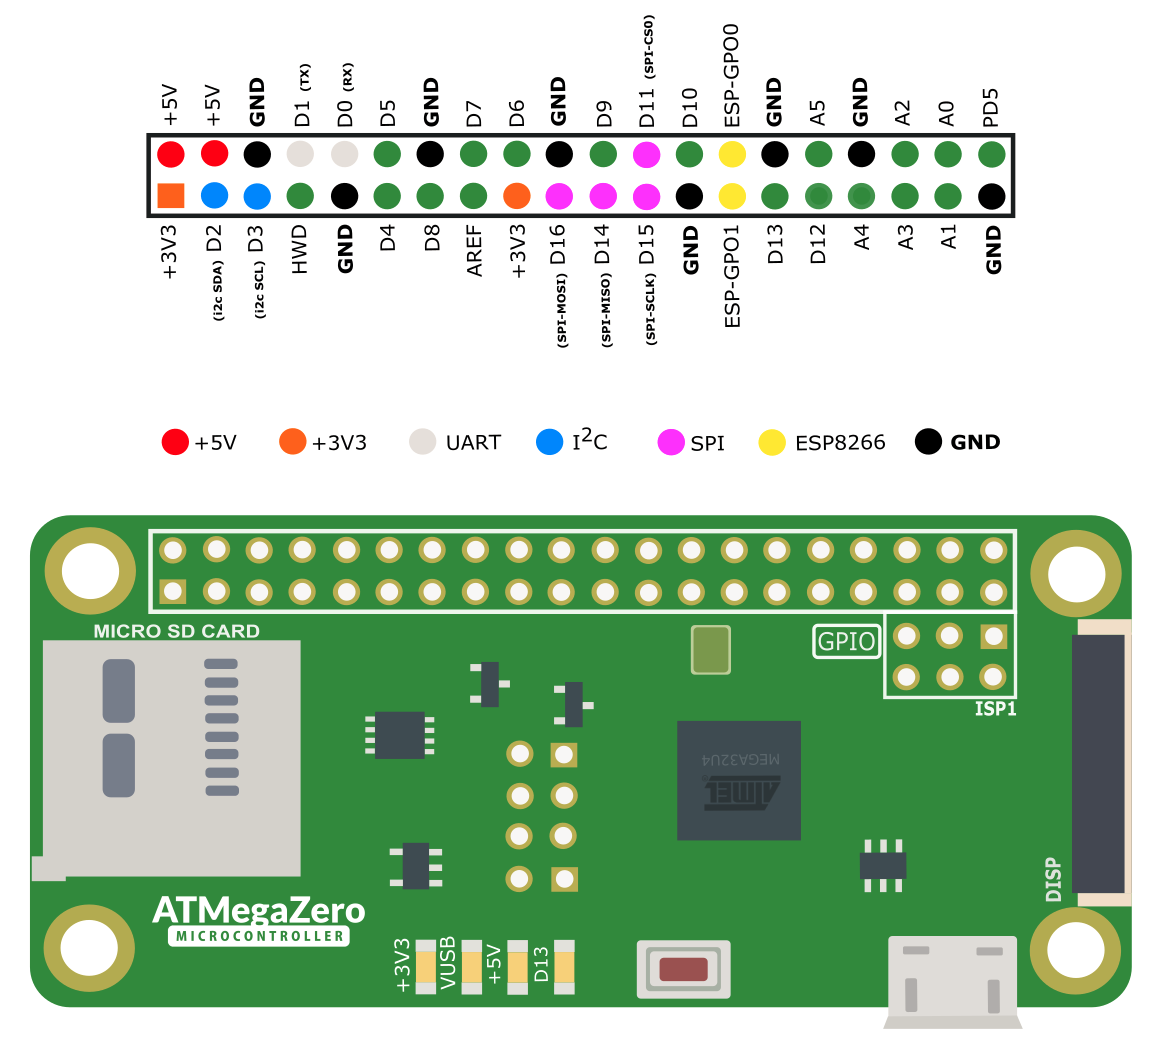 +5V
+5V
GND
D1 (TX)
D0 (RX)
D5
GND
D7
D6
GND
D9
D11 (SPI-CS0)
D10
ESP-GPO0
GND
A5
GND
A2
A0
PD5
+3V3
(i2c SDA) D2
(i2c SCL) D3
HWD
GND
D4
D8
AREF
+3V3
(SPI-MOSI) D16
(SPI-MISO) D14
(SPI-SCLK) D15
GND
ESP-GPO1
D13
D12
A4
A3
A1
GND
+5V
+3V3
UART
I²C
SPI
ESP8266
GND
MICRO SD CARD
GPIO
ISP1
MEGA32U4
ATMEL
DISP
ATMegaZero
MICROCONTROLLER
+3V3
VUSB
+5V
D13